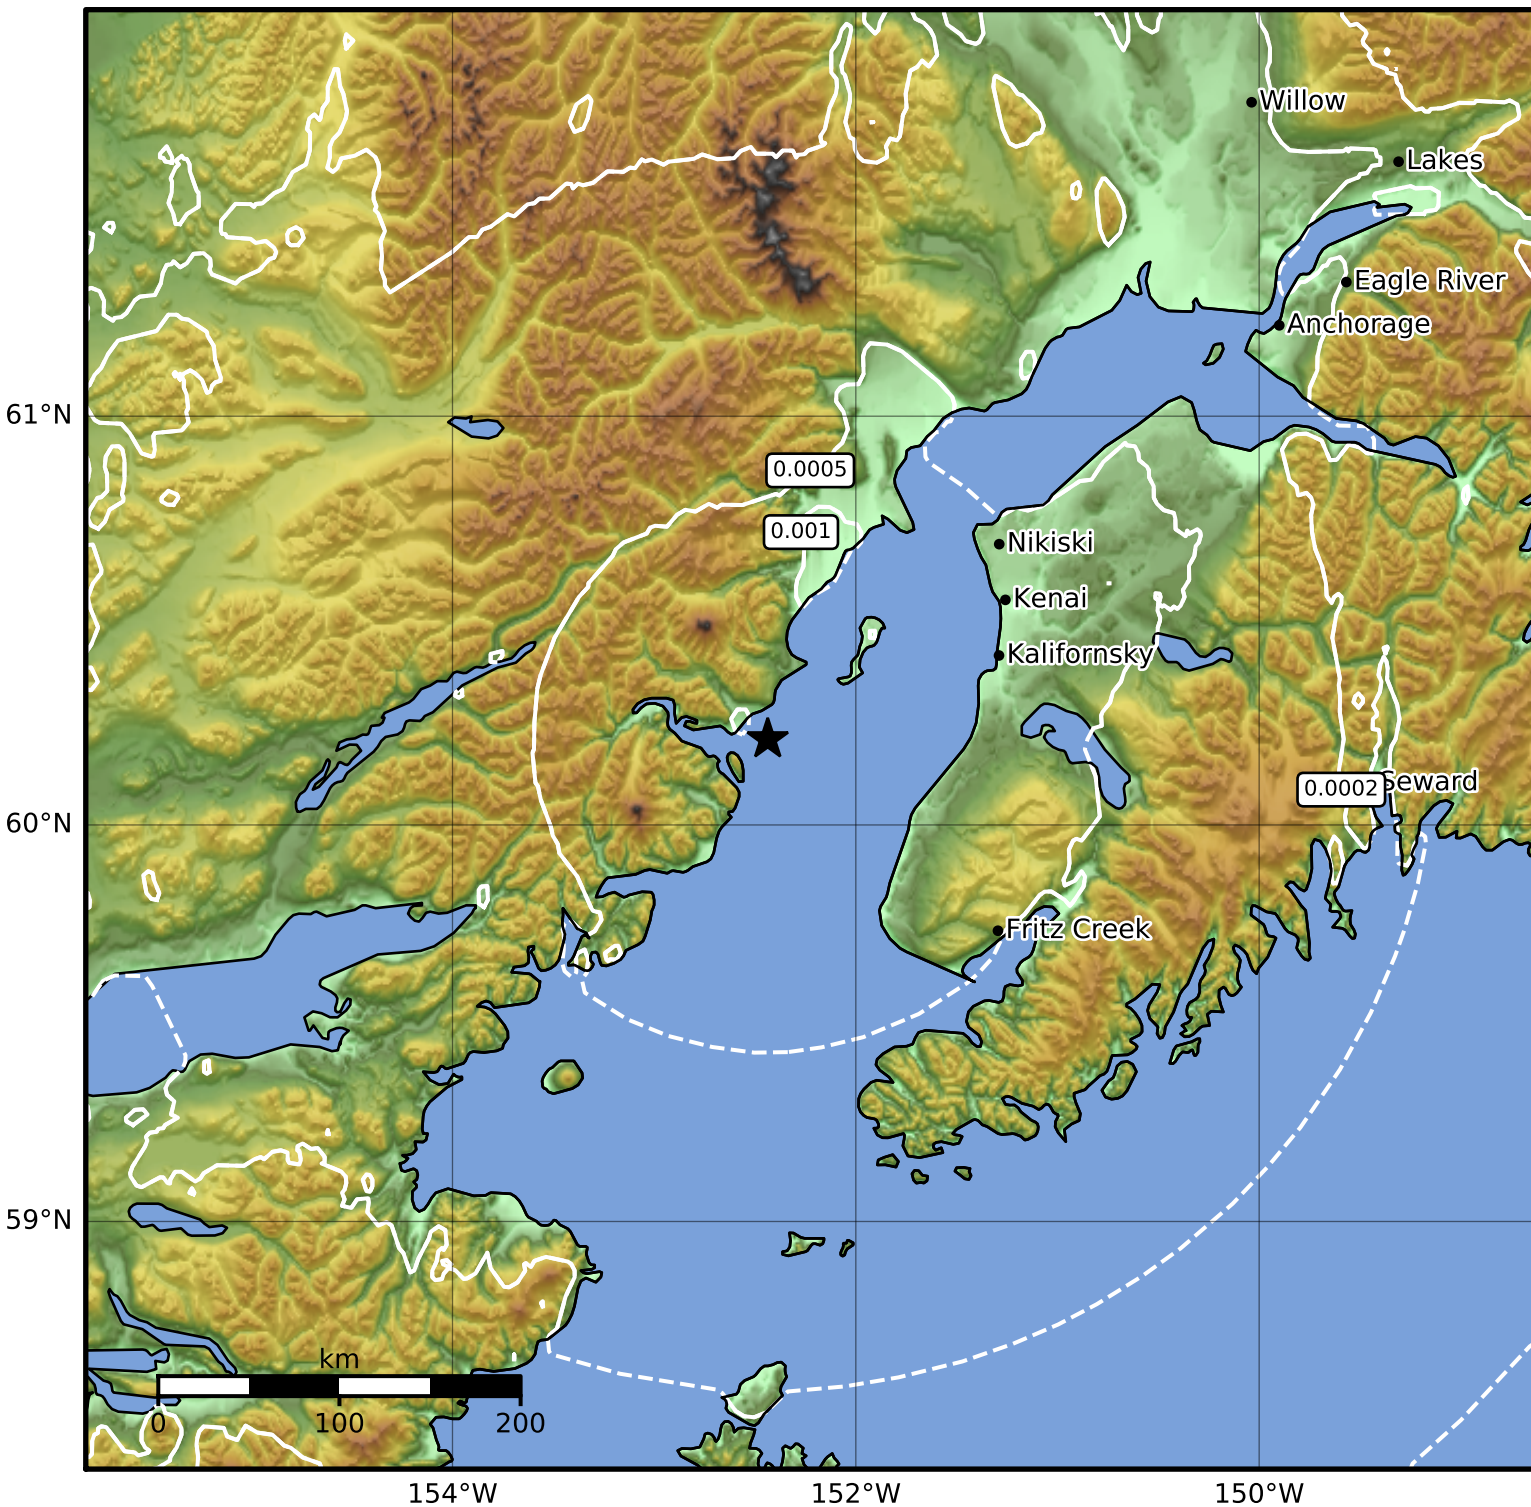 Willow
Lakes
Eagle River
Anchorage
61°N
0.0005
0.001
Nikiski
Kenai
Kalifornsky
0.0002
Seward
60°N
Fritz Creek
59°N
km
0 100 200
154°W 152°W 150°W